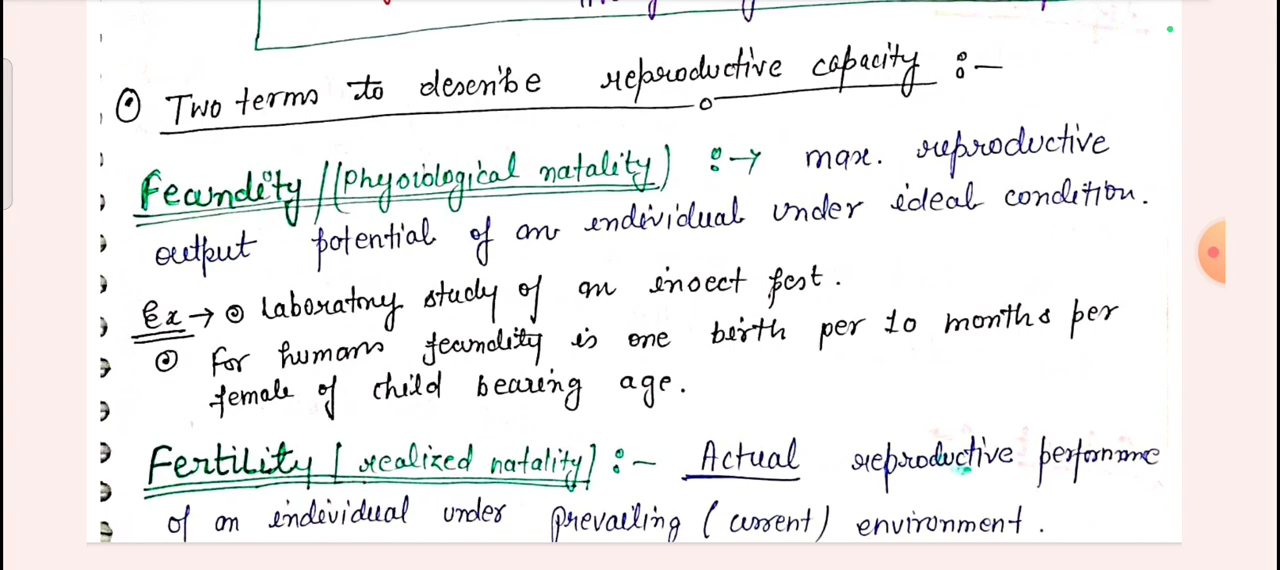 Two terms to describe reproductive capacity :-
Fecundity / (Physiological natality) :→ max. reproductive
output potential of an individual under ideal condition.
Ex → Laboratory study of an insect pest.
for humans fecundity is one birth per 10 months per
female of child bearing age.
Fertility / realized natality) :- Actual reproductive performance
of an individual under prevailing (current) environment.